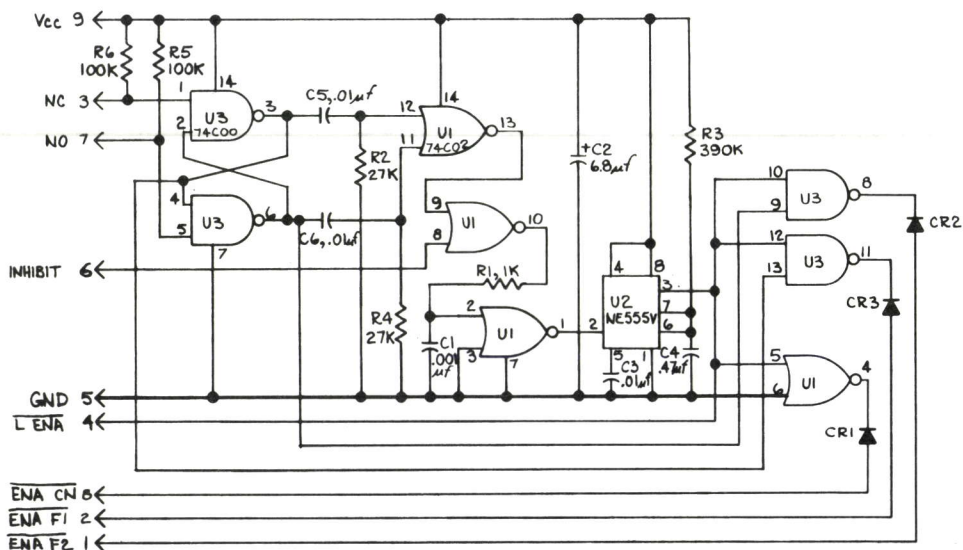 Vcc 9
R6
100K
R5
100K
NC 3
1
14
U3
74C00
2
3
C5, .01µf
12
14
U1
74C02
11
13
NO 7
R2
27K
+C2
6.8µf
R3
390K
4
U3
5
6
7
C6, .01µf
9
U1
8
10
10
U3
9
8
CR2
INHIBIT 6
R1, 1K
4
8
3
U2
NE555V
7
6
2
5
1
12
U3
13
11
CR3
R4
27K
2
U1
3
1
7
C1
.001
µf
C3
.01µf
C4
.47µf
5
U1
6
4
CR1
GND 5
L ENA 4
ENA CN 8
ENA F1 2
ENA F2 1